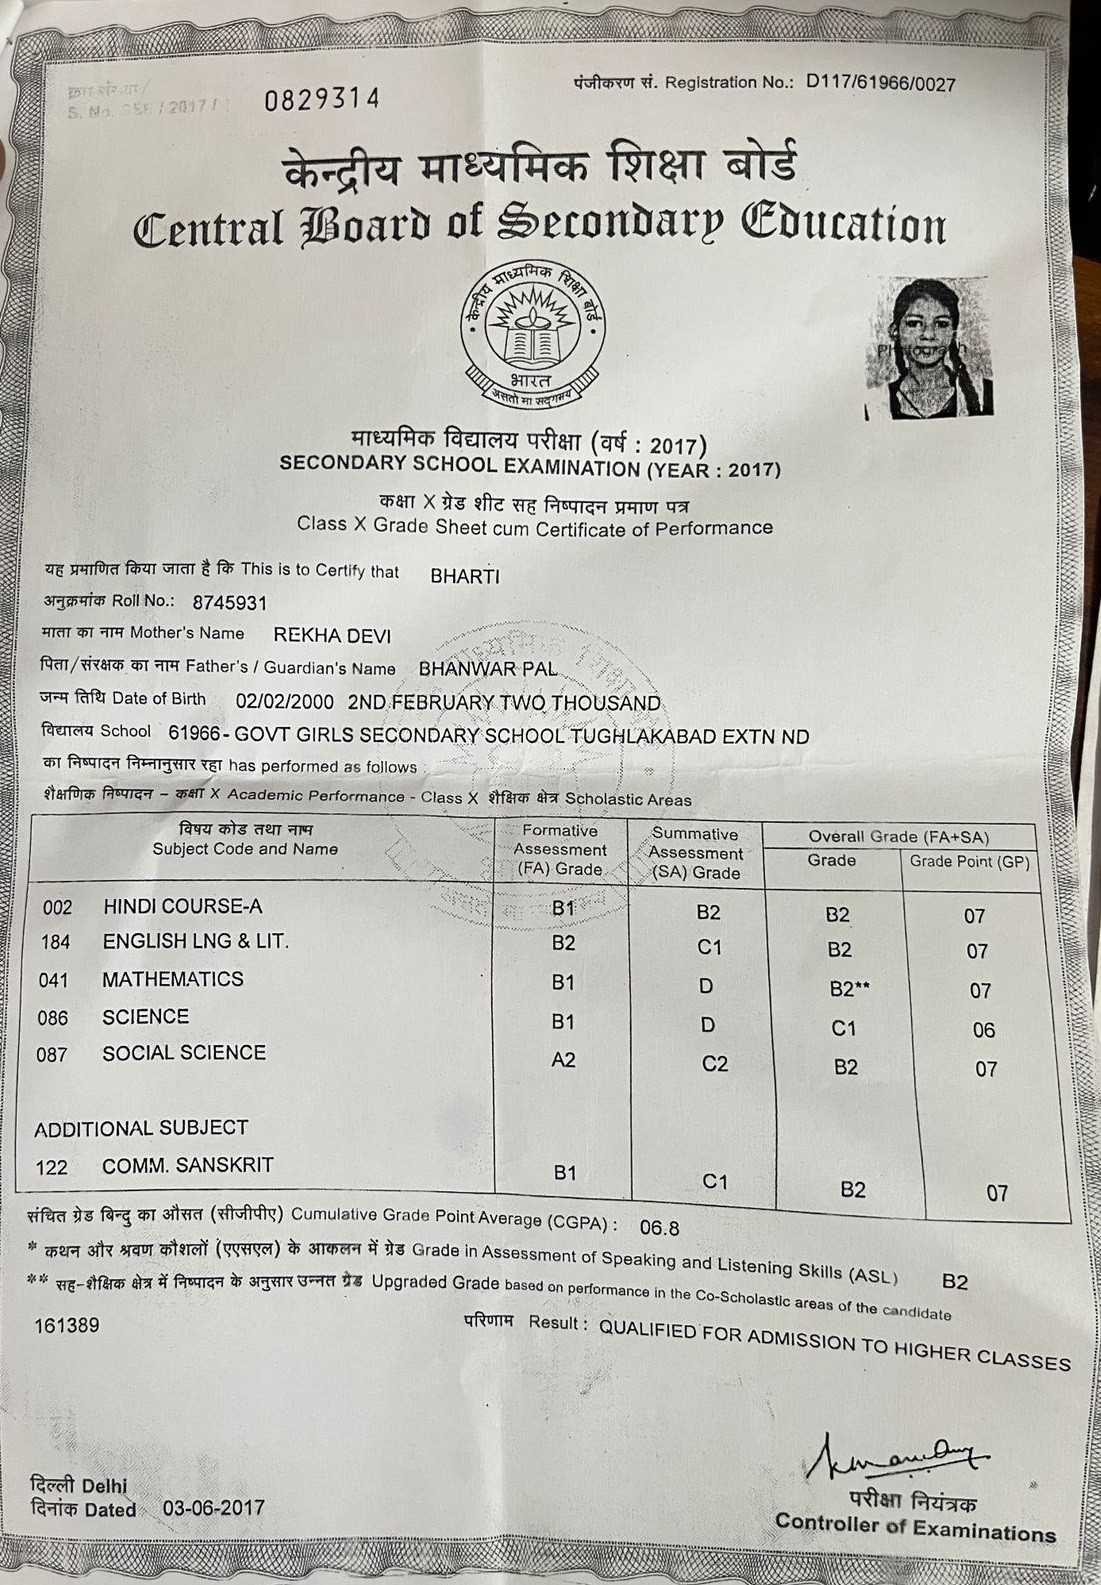 क्रम संख्या/
S. No. SSE/2017/
0829314
पंजीकरण सं. Registration No.: D117/61966/0027
केन्द्रीय माध्यमिक शिक्षा बोर्ड
Central Board of Secondary Education
केन्द्रीय माध्यमिक शिक्षा बोर्ड
भारत
असतो मा सद्गमय
Photograph
माध्यमिक विद्यालय परीक्षा (वर्ष : 2017)
SECONDARY SCHOOL EXAMINATION (YEAR : 2017)
कक्षा X ग्रेड शीट सह निष्पादन प्रमाण पत्र
Class X Grade Sheet cum Certificate of Performance
यह प्रमाणित किया जाता है कि This is to Certify that BHARTI
अनुक्रमांक Roll No.: 8745931
माता का नाम Mother's Name REKHA DEVI
पिता/संरक्षक का नाम Father's / Guardian's Name BHANWAR PAL
जन्म तिथि Date of Birth 02/02/2000 2ND FEBRUARY TWO THOUSAND
विद्यालय School 61966- GOVT GIRLS SECONDARY SCHOOL TUGHLAKABAD EXTN ND
का निष्पादन निम्नानुसार रहा has performed as follows :
शैक्षणिक निष्पादन – कक्षा X Academic Performance - Class X शैक्षिक क्षेत्र Scholastic Areas
विषय कोड तथा नाम
Subject Code and Name
Formative
Assessment
(FA) Grade
Summative
Assessment
(SA) Grade
Overall Grade (FA+SA)
Grade Grade Point (GP)
002 HINDI COURSE-A B1 B2 B2 07
184 ENGLISH LNG & LIT. B2 C1 B2 07
041 MATHEMATICS B1 D B2** 07
086 SCIENCE B1 D C1 06
087 SOCIAL SCIENCE A2 C2 B2 07
ADDITIONAL SUBJECT
122 COMM. SANSKRIT B1 C1 B2 07
संचित ग्रेड बिन्दु का औसत (सीजीपीए) Cumulative Grade Point Average (CGPA) : 06.8
* कथन और श्रवण कौशलों (एएसएल) के आकलन में ग्रेड Grade in Assessment of Speaking and Listening Skills (ASL) B2
** सह-शैक्षिक क्षेत्र में निष्पादन के अनुसार उन्नत ग्रेड Upgraded Grade based on performance in the Co-Scholastic areas of the candidate
161389
परिणाम Result : QUALIFIED FOR ADMISSION TO HIGHER CLASSES
दिल्ली Delhi
दिनांक Dated 03-06-2017
परीक्षा नियंत्रक
Controller of Examinations